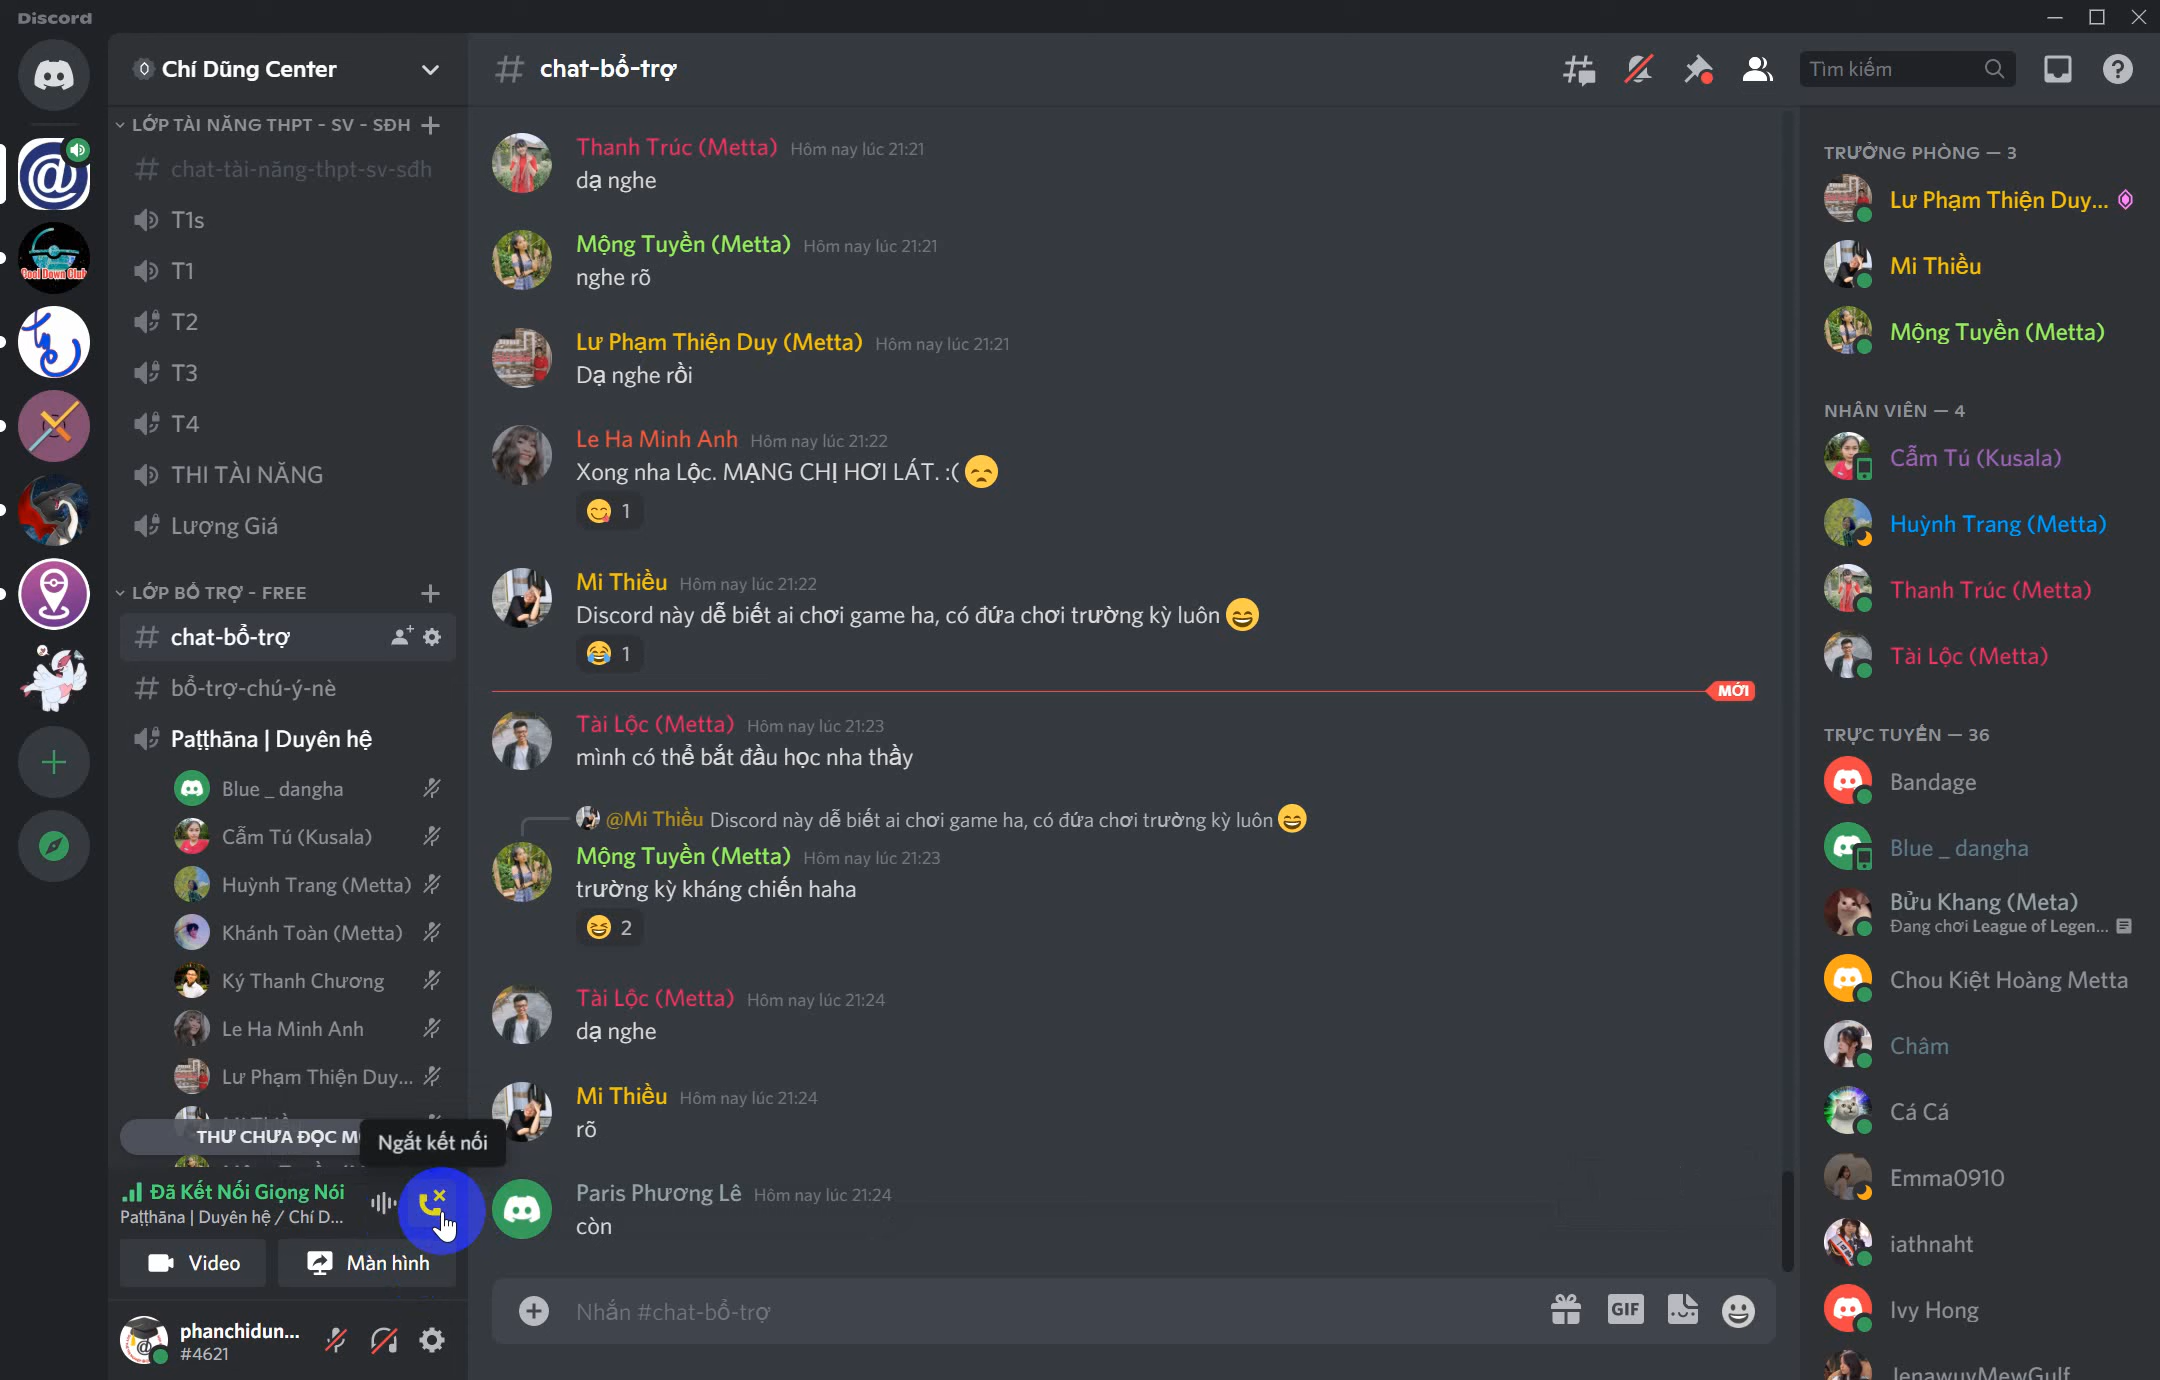 Discord
Chí Dũng Center
LỚP TÀI NĂNG THPT - SV - SĐH
chat-tài-năng-thpt-sv-sđh
T1s
T1
T2
T3
T4
THI TÀI NĂNG
Lượng Giá
LỚP BỔ TRỢ - FREE
chat-bổ-trợ
bổ-trợ-chú-ý-nè
Paṭṭhāna | Duyên hệ
Blue _ dangha
Cẩm Tú (Kusala)
Huỳnh Trang (Metta)
Khánh Toàn (Metta)
Ký Thanh Chương
Le Ha Minh Anh
Lư Phạm Thiện Duy...
THƯ CHƯA ĐỌC M
Ngắt kết nối
Đã Kết Nối Giọng Nói
Paṭṭhāna | Duyên hệ / Chí D...
Video
Màn hình
phanchidun...
#4621
chat-bổ-trợ
Tìm kiếm
Thanh Trúc (Metta) Hôm nay lúc 21:21
dạ nghe
Mộng Tuyền (Metta) Hôm nay lúc 21:21
nghe rõ
Lư Phạm Thiện Duy (Metta) Hôm nay lúc 21:21
Dạ nghe rồi
Le Ha Minh Anh Hôm nay lúc 21:22
Xong nha Lộc. MẠNG CHỊ HƠI LÁT. :( 😞
😋 1
Mi Thiều Hôm nay lúc 21:22
Discord này dễ biết ai chơi game ha, có đứa chơi trường kỳ luôn 😄
😂 1
MỚI
Tài Lộc (Metta) Hôm nay lúc 21:23
mình có thể bắt đầu học nha thầy
@Mi Thiều Discord này dễ biết ai chơi game ha, có đứa chơi trường kỳ luôn 😄
Mộng Tuyền (Metta) Hôm nay lúc 21:23
trường kỳ kháng chiến haha
😆 2
Tài Lộc (Metta) Hôm nay lúc 21:24
dạ nghe
Mi Thiều Hôm nay lúc 21:24
rõ
Paris Phương Lê Hôm nay lúc 21:24
còn
Nhắn #chat-bổ-trợ
GIF
TRƯỞNG PHÒNG — 3
Lư Phạm Thiện Duy...
Mi Thiều
Mộng Tuyền (Metta)
NHÂN VIÊN — 4
Cẩm Tú (Kusala)
Huỳnh Trang (Metta)
Thanh Trúc (Metta)
Tài Lộc (Metta)
TRỰC TUYẾN — 36
Bandage
Blue _ dangha
Bửu Khang (Meta)
Đang chơi League of Legen...
Chou Kiệt Hoàng Metta
Châm
Cá Cá
Emma0910
iathnaht
Ivy Hong
JenawuyMewGulf